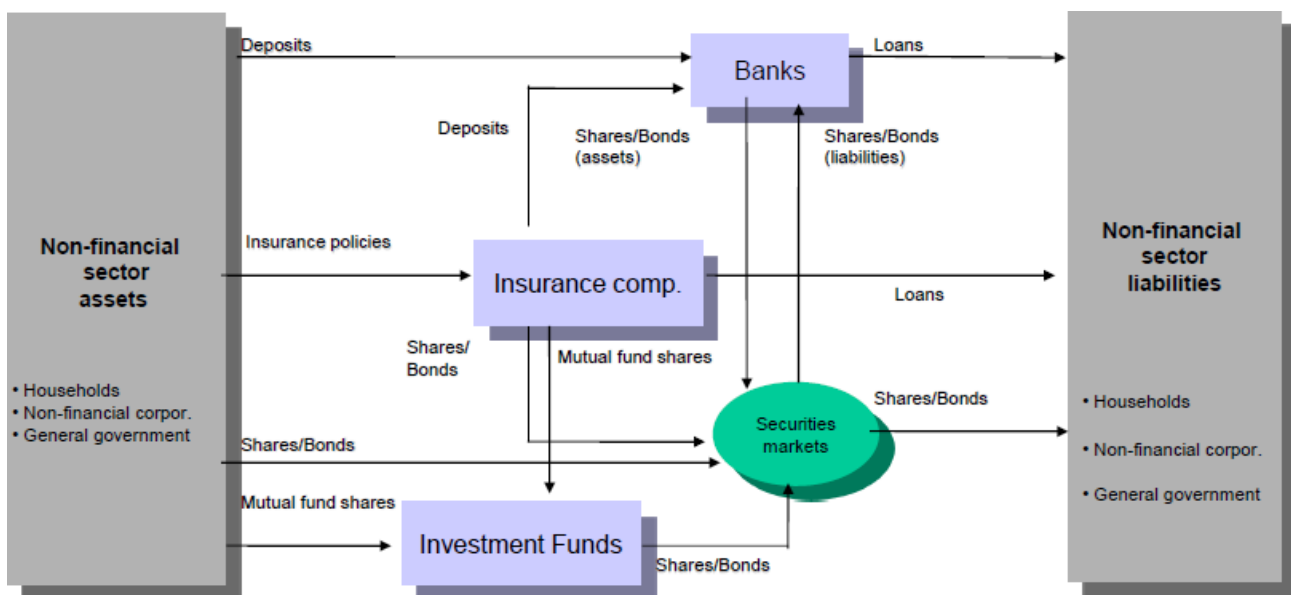 Deposits
Banks
Loans
Deposits
Shares/Bonds
(assets)
Shares/Bonds
(liabilities)
Non-financial
sector
assets
Insurance policies
Insurance comp.
Loans
Non-financial
sector
liabilities
Shares/
Bonds
Mutual fund shares
• Households
• Non-financial corpor.
• General government
Securities
markets
Shares/Bonds
• Households
• Non-financial corpor.
• General government
Shares/Bonds
Mutual fund shares
Investment Funds
Shares/Bonds